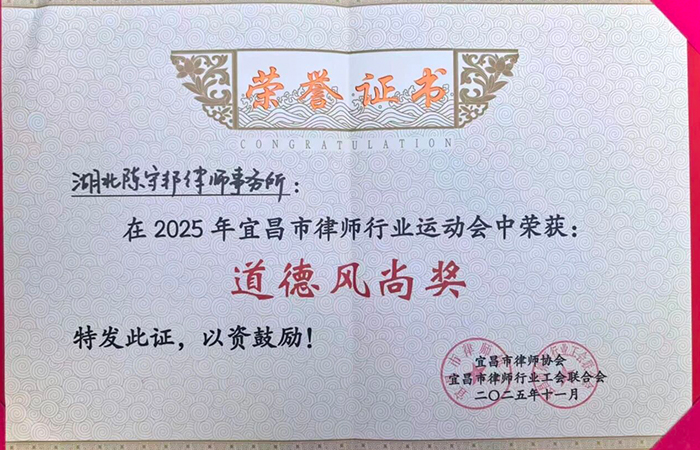 荣誉证书
CONGRATULATION
湖北陈守邦律师事务所:
在2025年宜昌市律师行业运动会中荣获:
道德风尚奖
特发此证，以资鼓励！
宜昌市律师协会
宜昌市律师行业工会联合会
二〇二五年十一月